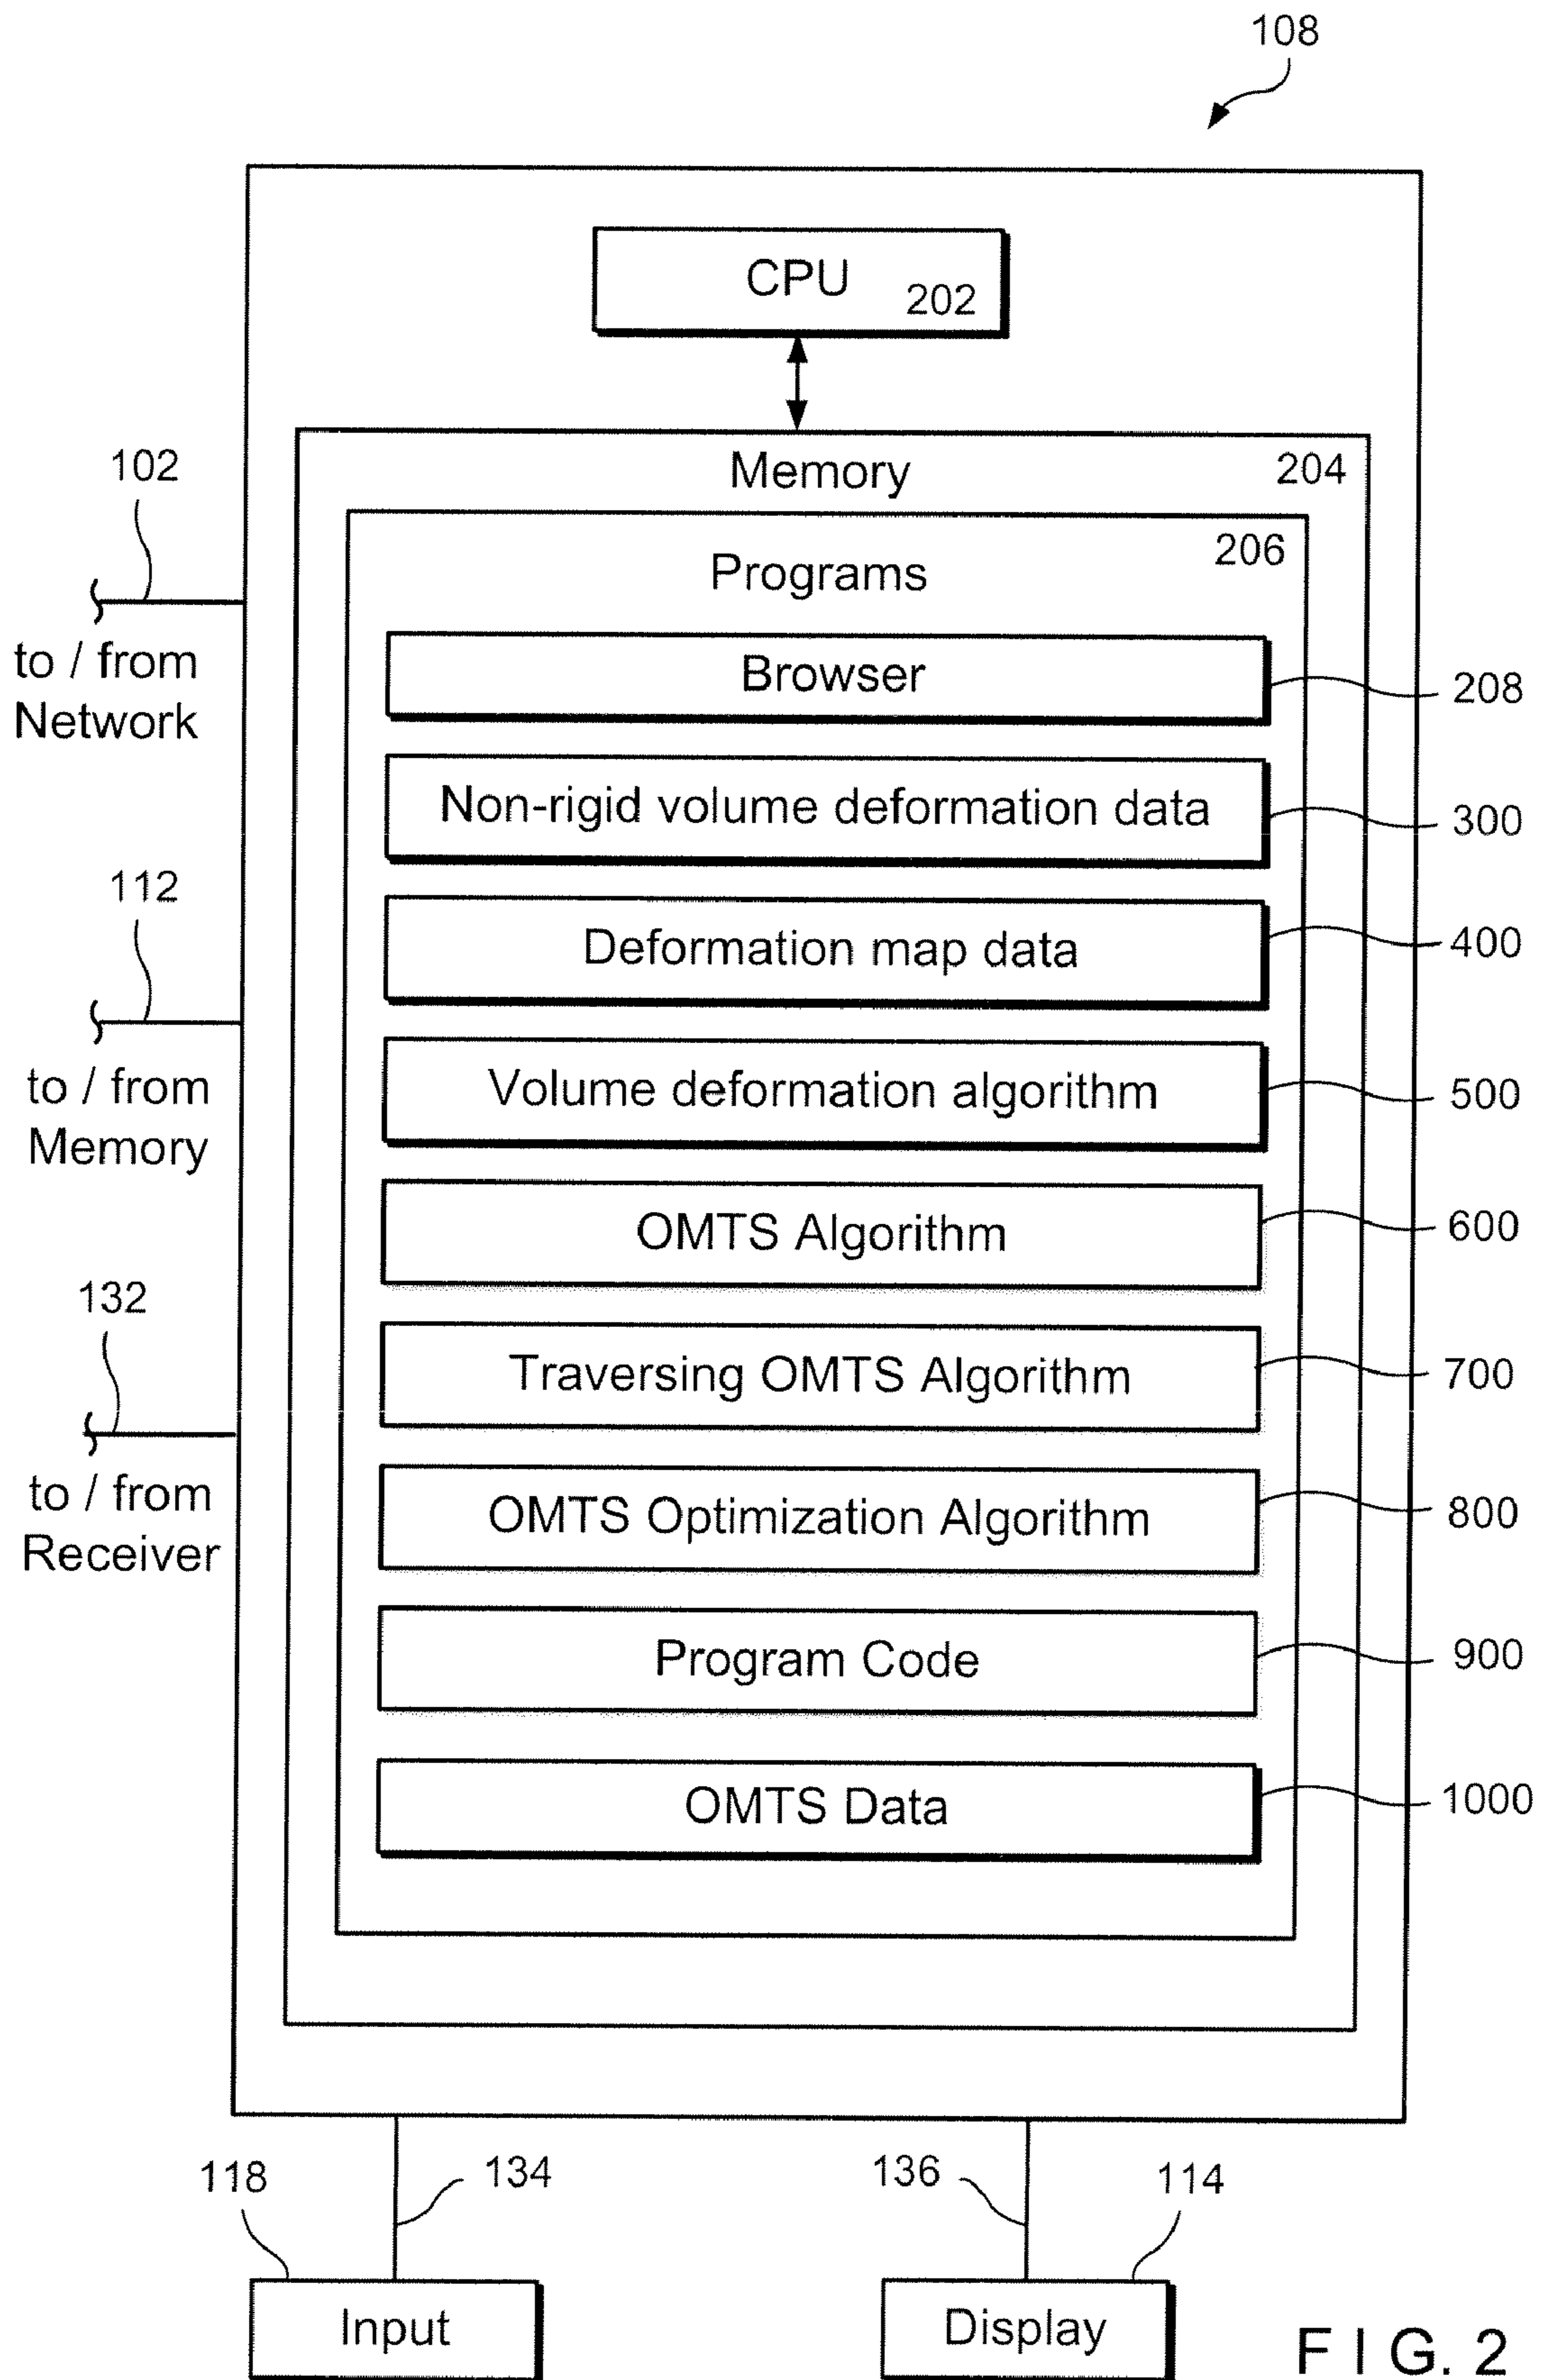 108
CPU
202
Memory
204
102
Programs
206
to / from
Network
Browser
208
Non-rigid volume deformation data
300
112
Deformation map data
400
to / from
Memory
Volume deformation algorithm
500
OMTS Algorithm
600
132
Traversing OMTS Algorithm
700
to / from
Receiver
OMTS Optimization Algorithm
800
Program Code
900
OMTS Data
1000
118
134
136
114
Input
Display
FIG. 2